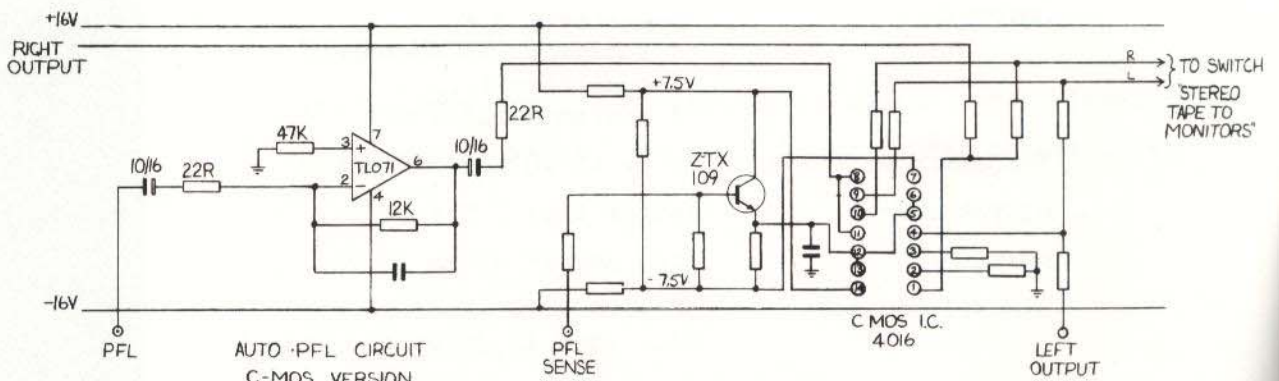 +16V
RIGHT
OUTPUT
47K
3
+
7
TL071
6
2
-
4
10/16
22R
12K
10/16
22R
+7.5V
ZTX
109
-7.5V
8
9
10
11
12
13
14
7
6
5
4
3
2
1
R
L
TO SWITCH
"STEREO
TAPE TO
MONITORS"
-16V
PFL
AUTO PFL CIRCUIT
C-MOS VERSION
PFL
SENSE
C MOS I.C.
4016
LEFT
OUTPUT